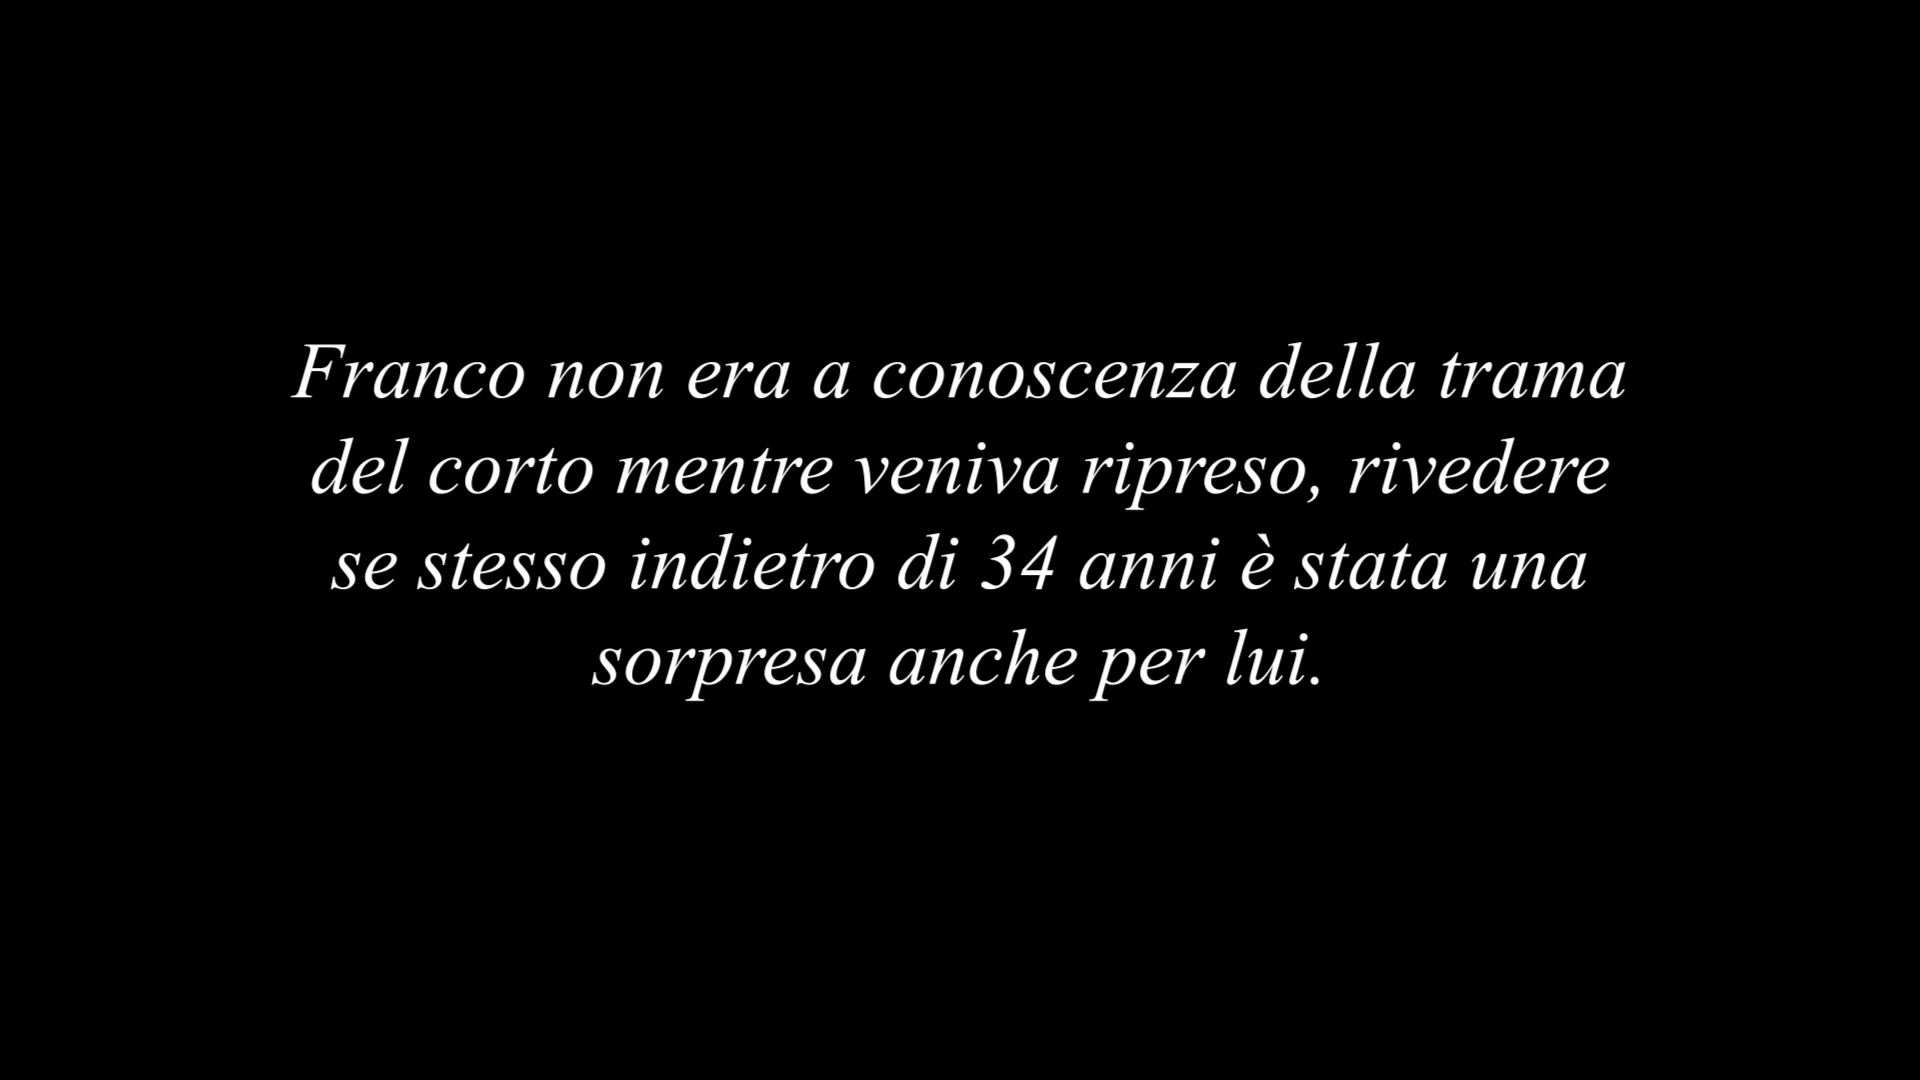 Franco non era a conoscenza della trama
del corto mentre veniva ripreso, rivedere
se stesso indietro di 34 anni è stata una
sorpresa anche per lui.